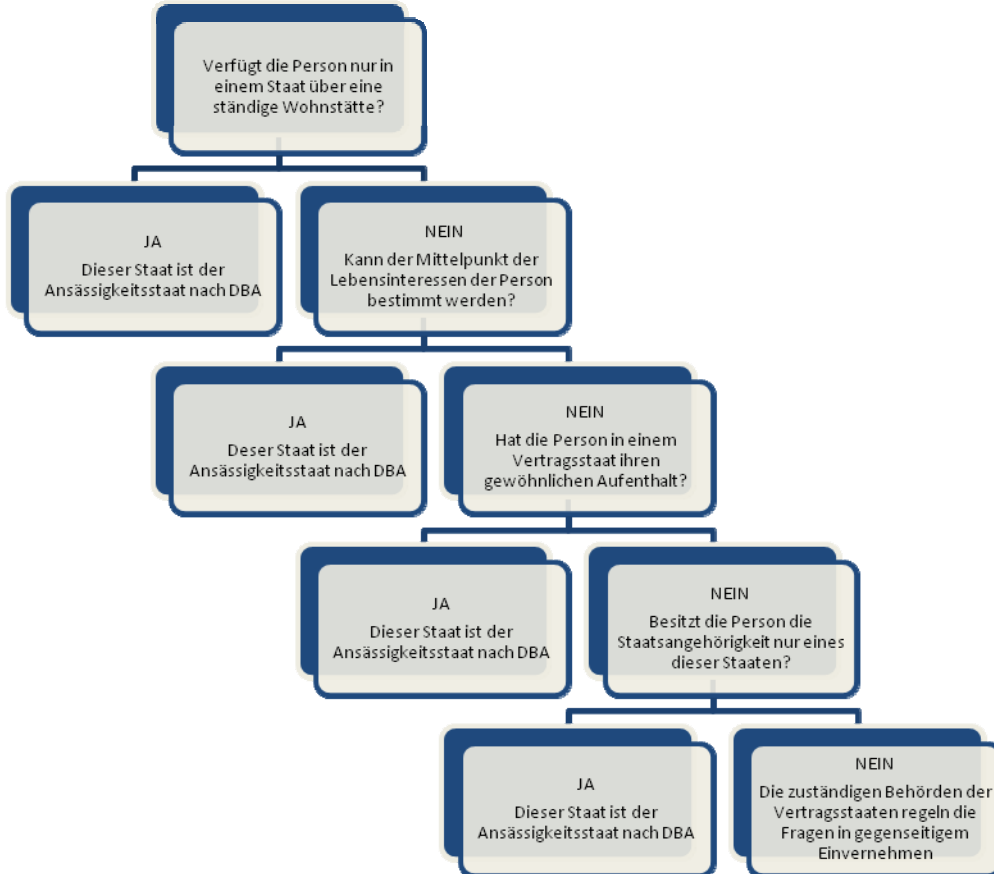 Verfügt die Person nur in
einem Staat über eine
ständige Wohnstätte?
JA
Dieser Staat ist der
Ansässigkeitsstaat nach DBA
NEIN
Kann der Mittelpunkt der
Lebensinteressen der Person
bestimmt werden?
JA
Deser Staat ist der
Ansässigkeitsstaat nach DBA
NEIN
Hat die Person in einem
Vertragsstaat ihren
gewöhnlichen Aufenthalt?
JA
Dieser Staat ist der
Ansässigkeitsstaat nach DBA
NEIN
Besitzt die Person die
Staatsangehörigkeit nur eines
dieser Staaten?
JA
Dieser Staat ist der
Ansässigkeitsstaat nach DBA
NEIN
Die zuständigen Behörden der
Vertragsstaaten regeln die
Fragen in gegenseitigem
Einvernehmen